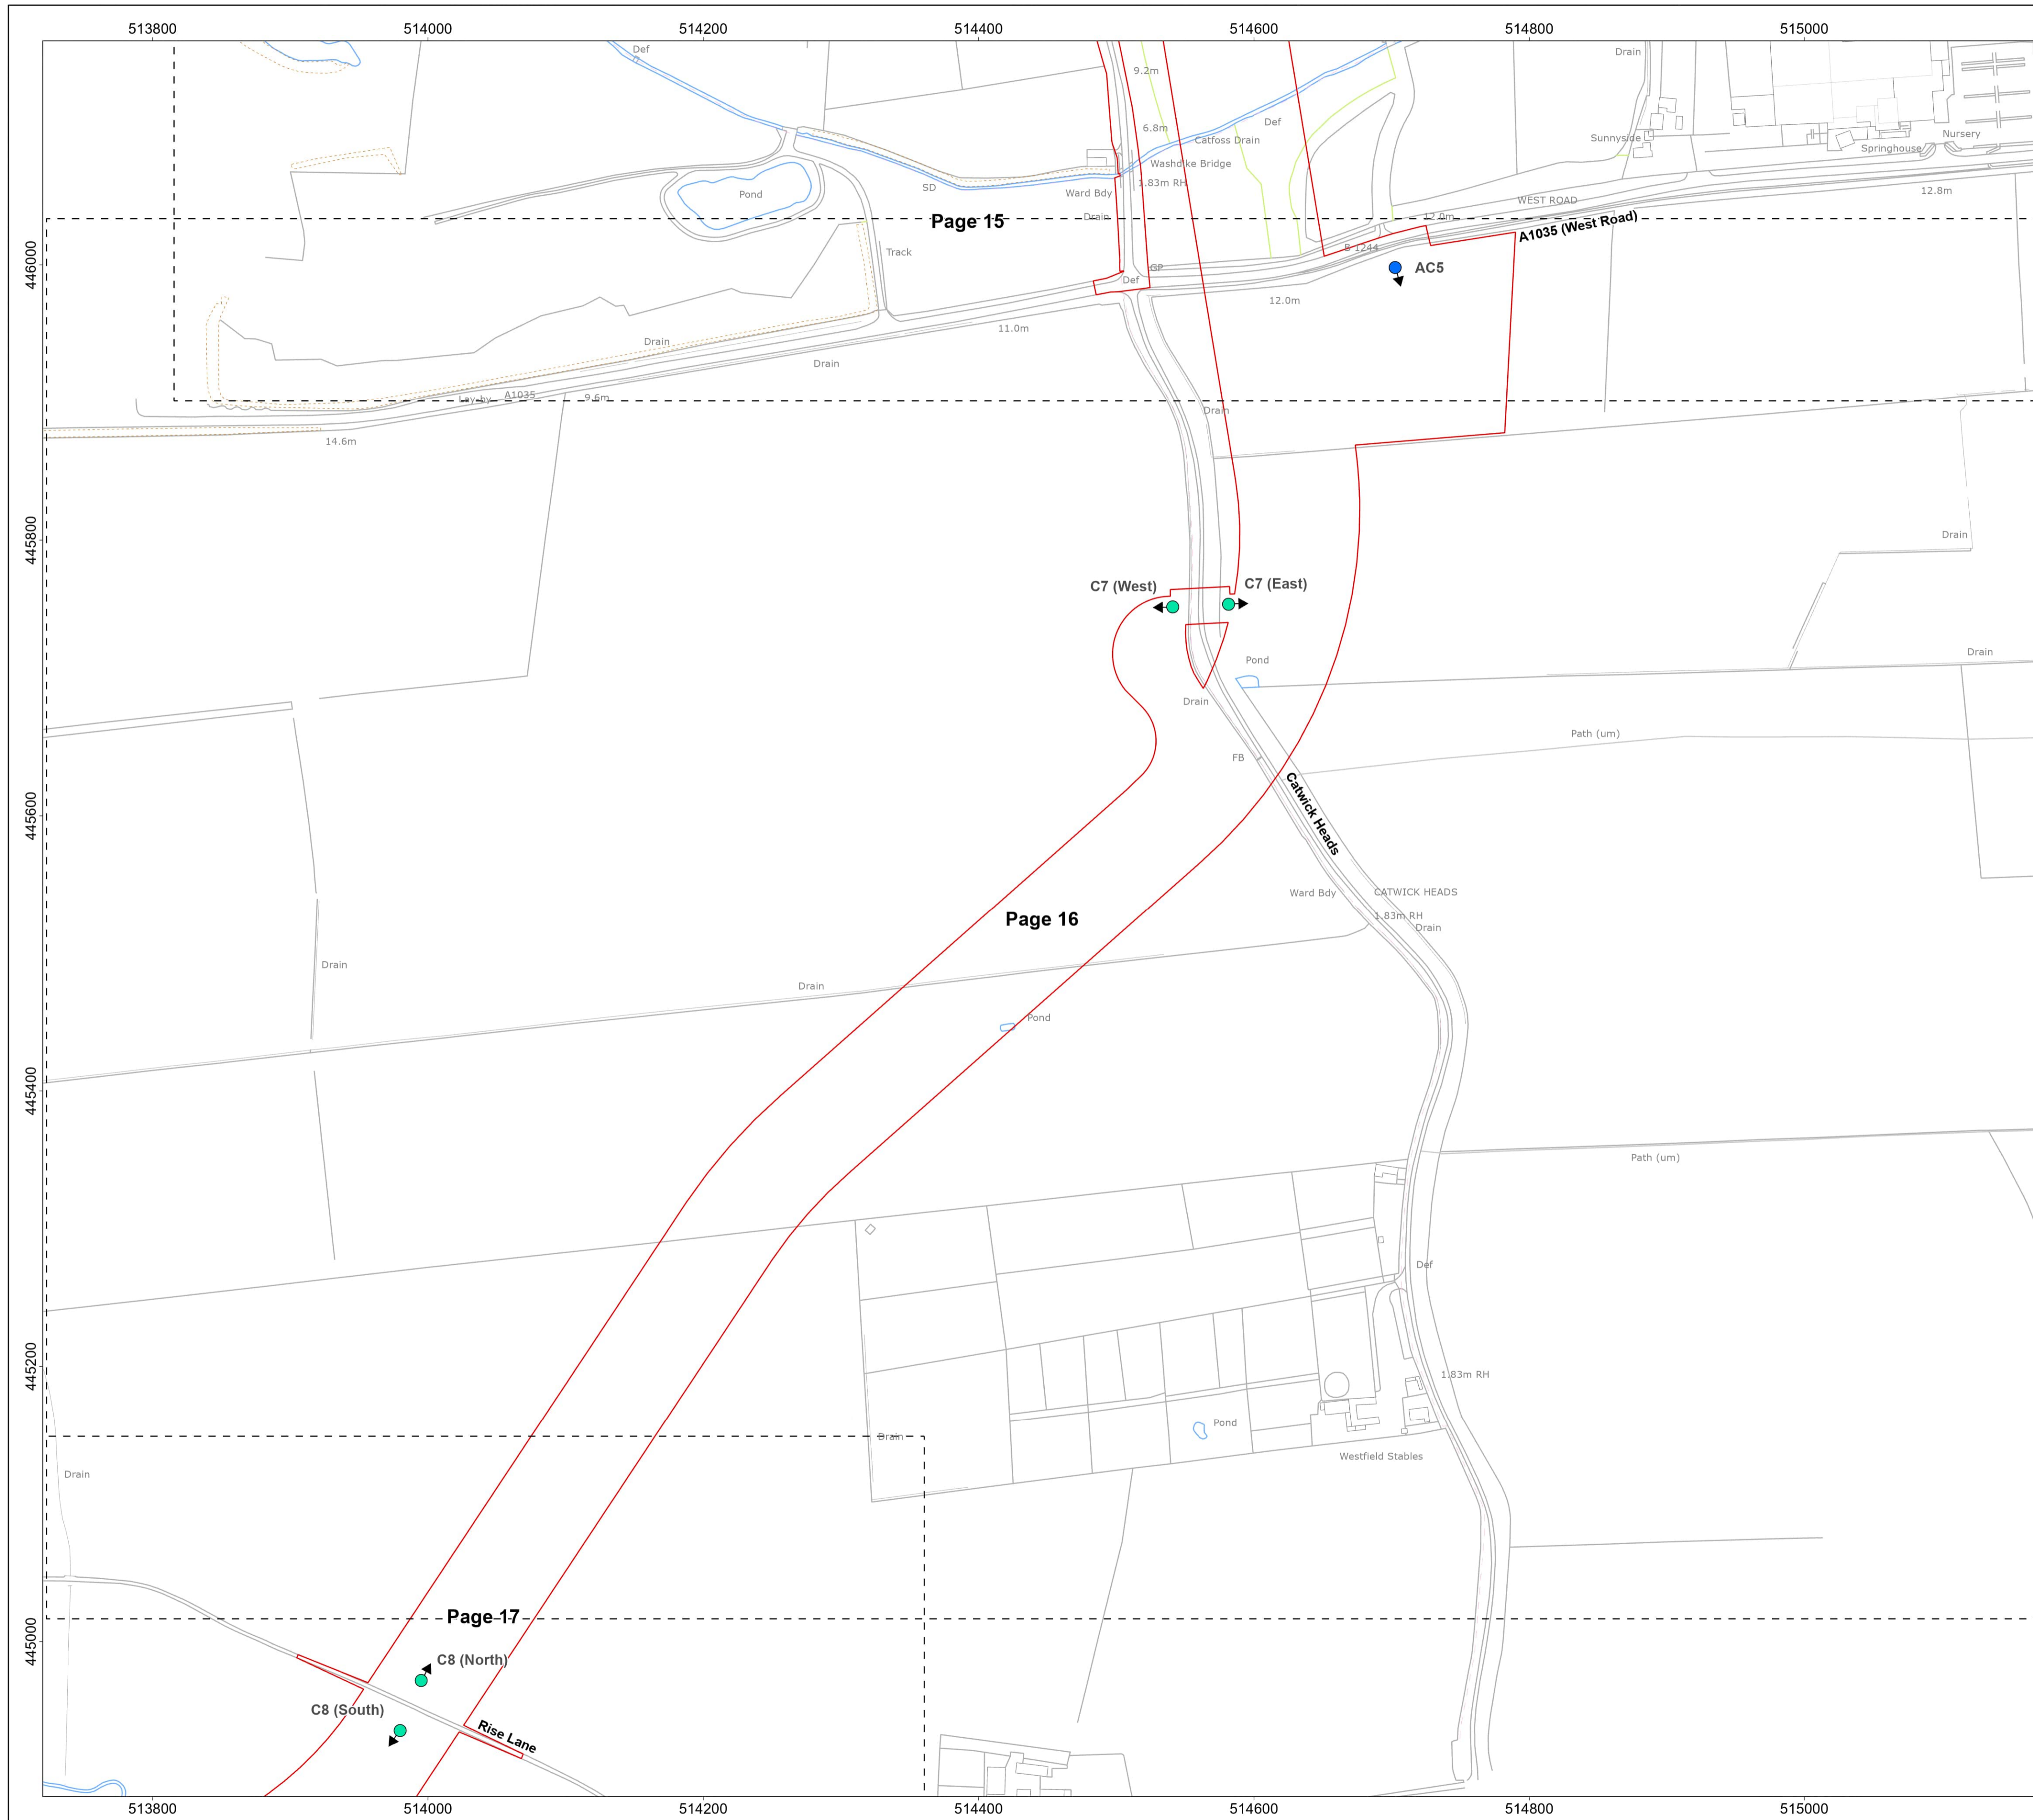 513800
514000
514200
514400
514600
514800
515000
Def
9.2m
Drain
6.8m
Def
Catfoss Drain
Sunnyside
Nursery
Springhouse
Washdike Bridge
SD
1.83m RH
Ward Bdy
Pond
12.8m
WEST ROAD
Drain
Page 15
12.0m
A1035 (West Road)
446000
Track
B 1244
GP
AC5
Def
12.0m
11.0m
Drain
Drain
Lay-by
A1035
9.6m
Drain
14.6m
445800
Drain
C7 (West)
C7 (East)
Drain
Pond
Drain
Path (um)
FB
445600
Catwick Heads
Ward Bdy
CATWICK HEADS
1.83m RH
Page 16
Drain
Drain
Drain
Pond
445400
Path (um)
Def
445200
1.83m RH
Pond
Drain
Westfield Stables
Drain
Page 17
445000
C8 (North)
C8 (South)
Rise Lane
513800
514000
514200
514400
514600
514800
515000